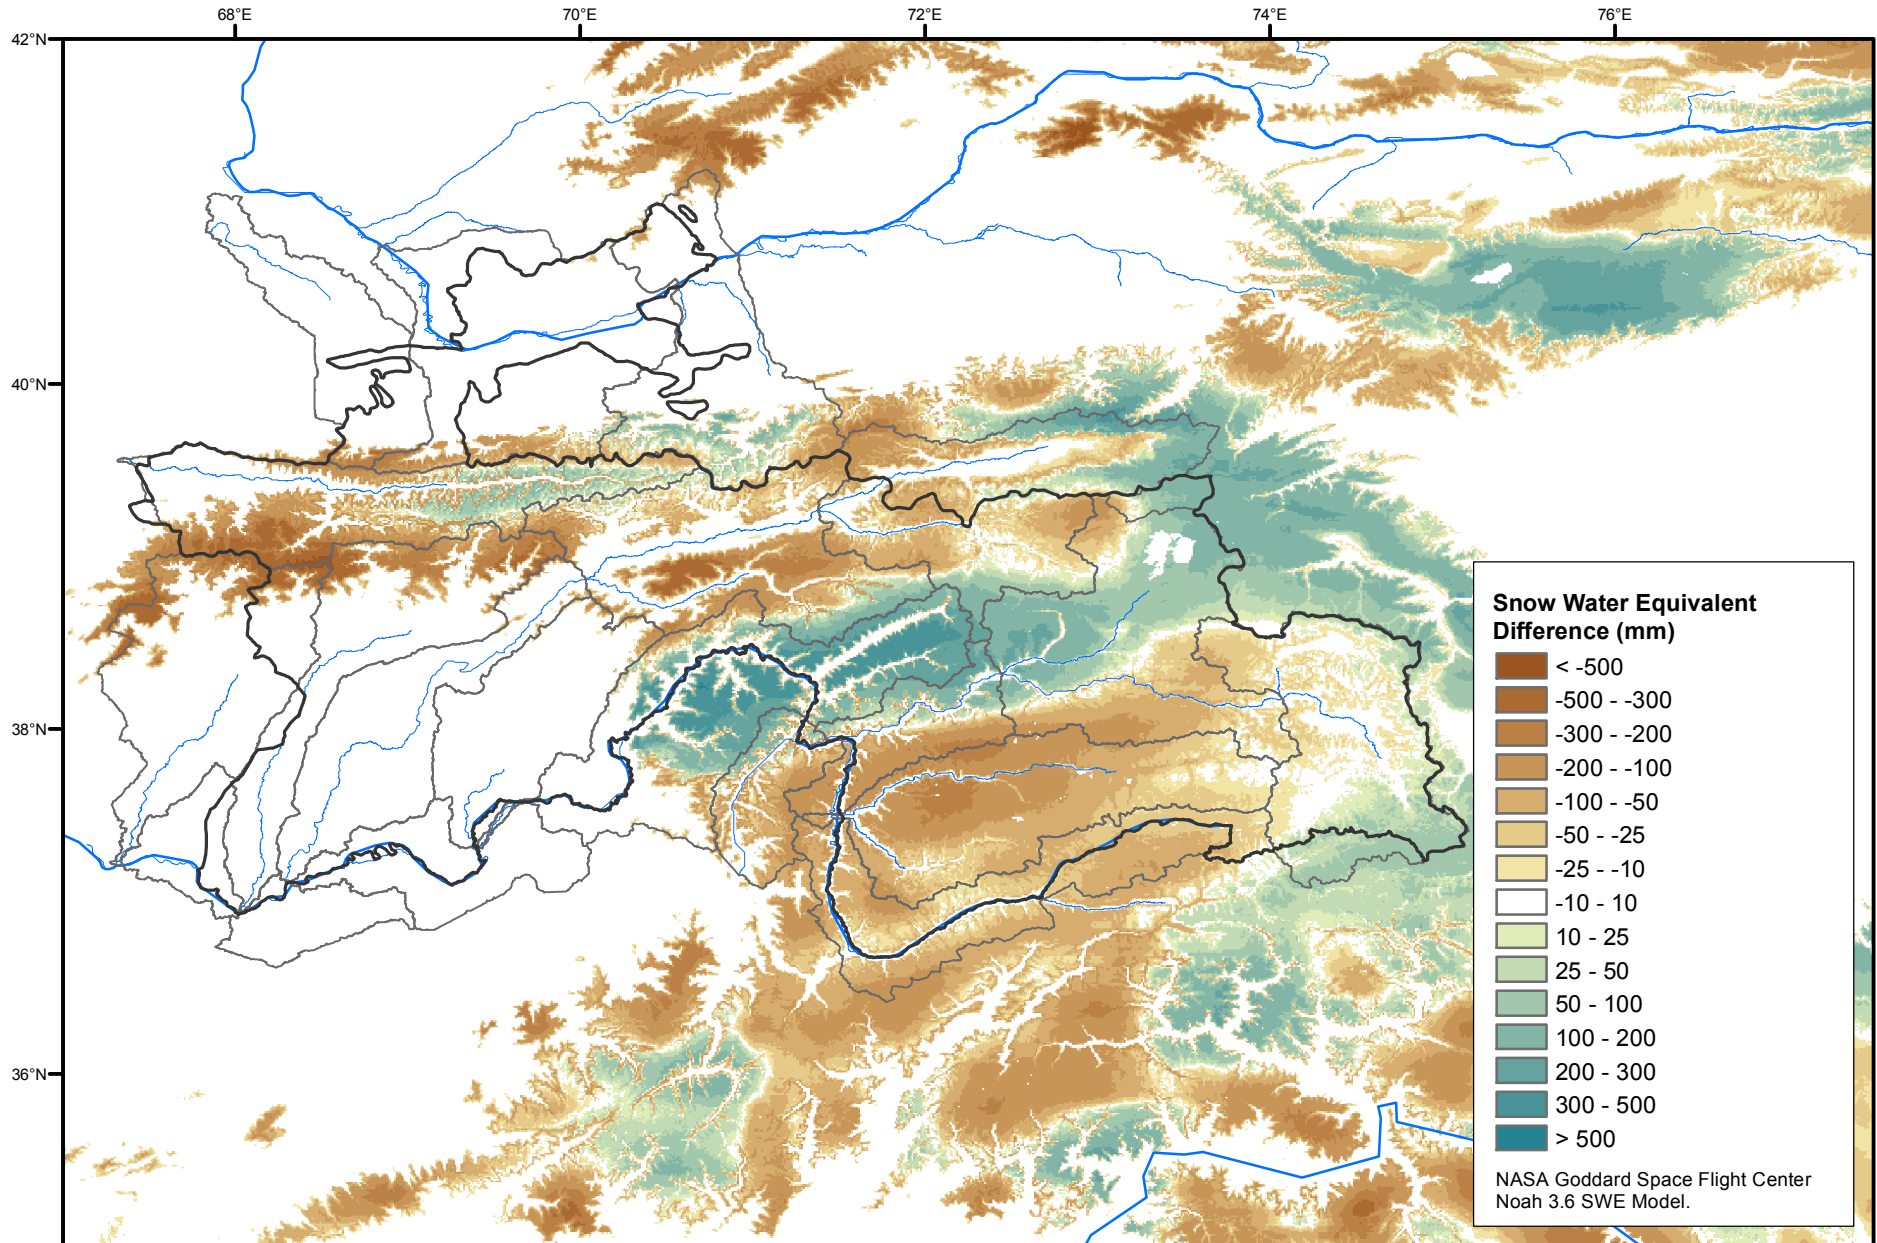 68°E 70°E 72°E 74°E 76°E
42°N
40°N
38°N
36°N
Snow Water Equivalent
Difference (mm)
< -500
-500 - -300
-300 - -200
-200 - -100
-100 - -50
-50 - -25
-25 - -10
-10 - 10
10 - 25
25 - 50
50 - 100
100 - 200
200 - 300
300 - 500
> 500
NASA Goddard Space Flight Center
Noah 3.6 SWE Model.